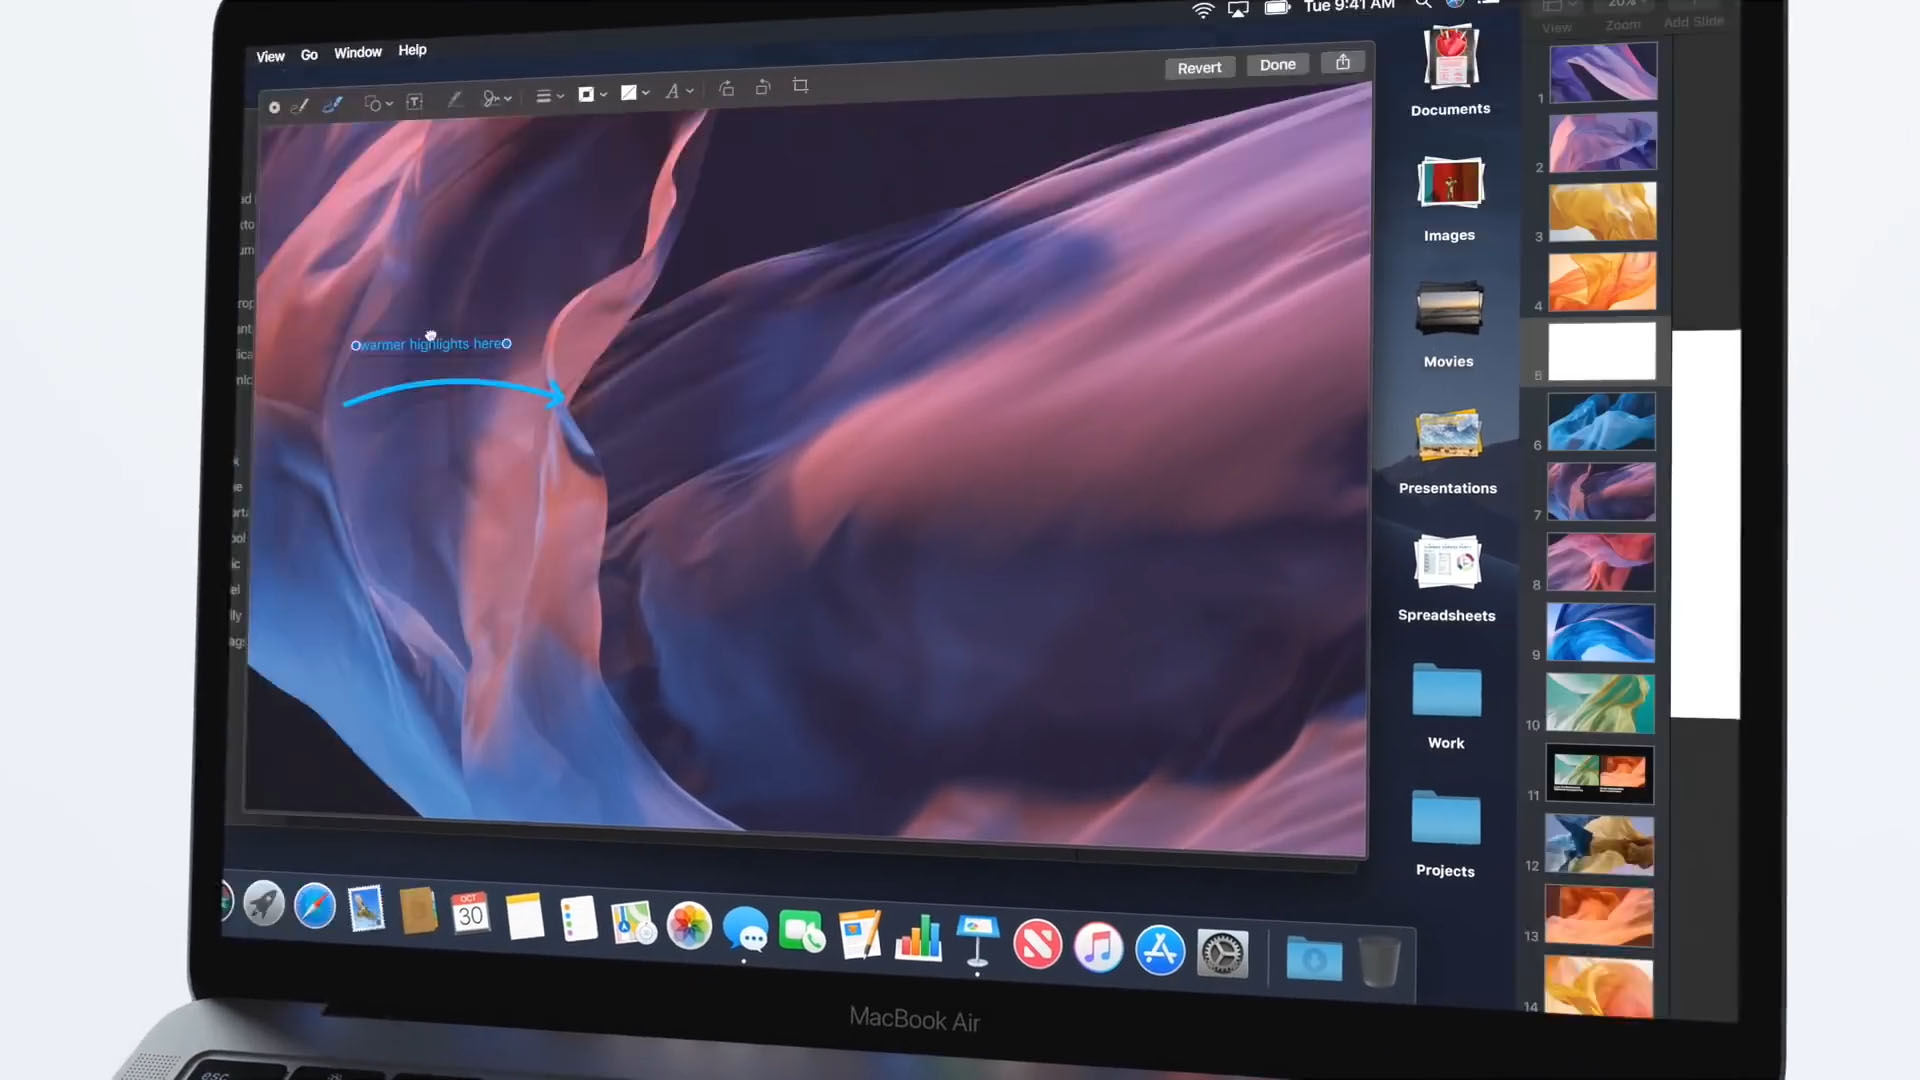 Tue 9:41 AM
20%
View Go Window Help
View Zoom Add Slide
Revert Done
Documents
Images
Movies
Presentations
Spreadsheets
Work
Projects
warmer highlights here
1
2
3
4
5
6
7
8
9
10
11
12
13
14
OCT
30
MacBook Air
esc